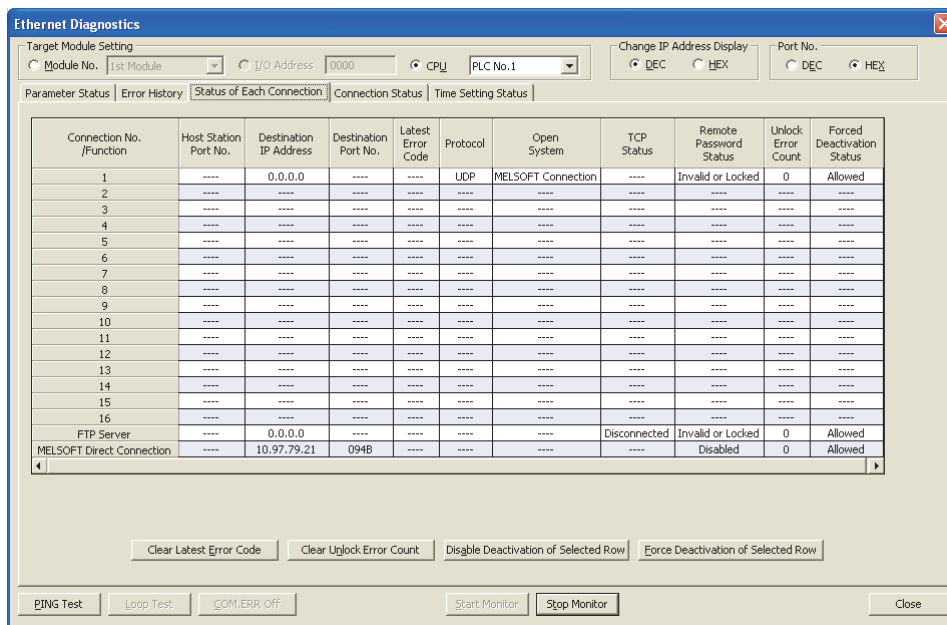 Ethernet Diagnostics
Target Module Setting
Module No. 1st Module I/O Address 0000 CPU PLC No.1
Change IP Address Display
DEC HEX
Port No.
DEC HEX
Parameter Status Error History Status of Each Connection Connection Status Time Setting Status
Connection No. /Function Host Station Port No. Destination IP Address Destination Port No. Latest Error Code Protocol Open System TCP Status Remote Password Status Unlock Error Count Forced Deactivation Status
1 ---- 0.0.0.0 ---- ---- UDP MELSOFT Connection ---- Invalid or Locked 0 Allowed
2 ---- ---- ---- ---- ---- ---- ---- ---- ---- ----
3 ---- ---- ---- ---- ---- ---- ---- ---- ---- ----
4 ---- ---- ---- ---- ---- ---- ---- ---- ---- ----
5 ---- ---- ---- ---- ---- ---- ---- ---- ---- ----
6 ---- ---- ---- ---- ---- ---- ---- ---- ---- ----
7 ---- ---- ---- ---- ---- ---- ---- ---- ---- ----
8 ---- ---- ---- ---- ---- ---- ---- ---- ---- ----
9 ---- ---- ---- ---- ---- ---- ---- ---- ---- ----
10 ---- ---- ---- ---- ---- ---- ---- ---- ---- ----
11 ---- ---- ---- ---- ---- ---- ---- ---- ---- ----
12 ---- ---- ---- ---- ---- ---- ---- ---- ---- ----
13 ---- ---- ---- ---- ---- ---- ---- ---- ---- ----
14 ---- ---- ---- ---- ---- ---- ---- ---- ---- ----
15 ---- ---- ---- ---- ---- ---- ---- ---- ---- ----
16 ---- ---- ---- ---- ---- ---- ---- ---- ---- ----
FTP Server ---- 0.0.0.0 ---- ---- ---- ---- Disconnected Invalid or Locked 0 Allowed
MELSOFT Direct Connection ---- 10.97.79.21 094B ---- ---- ---- ---- Disabled 0 Allowed
Clear Latest Error Code Clear Unlock Error Count Disable Deactivation of Selected Row Force Deactivation of Selected Row
PING Test Loop Test COM.ERR Off Start Monitor Stop Monitor Close